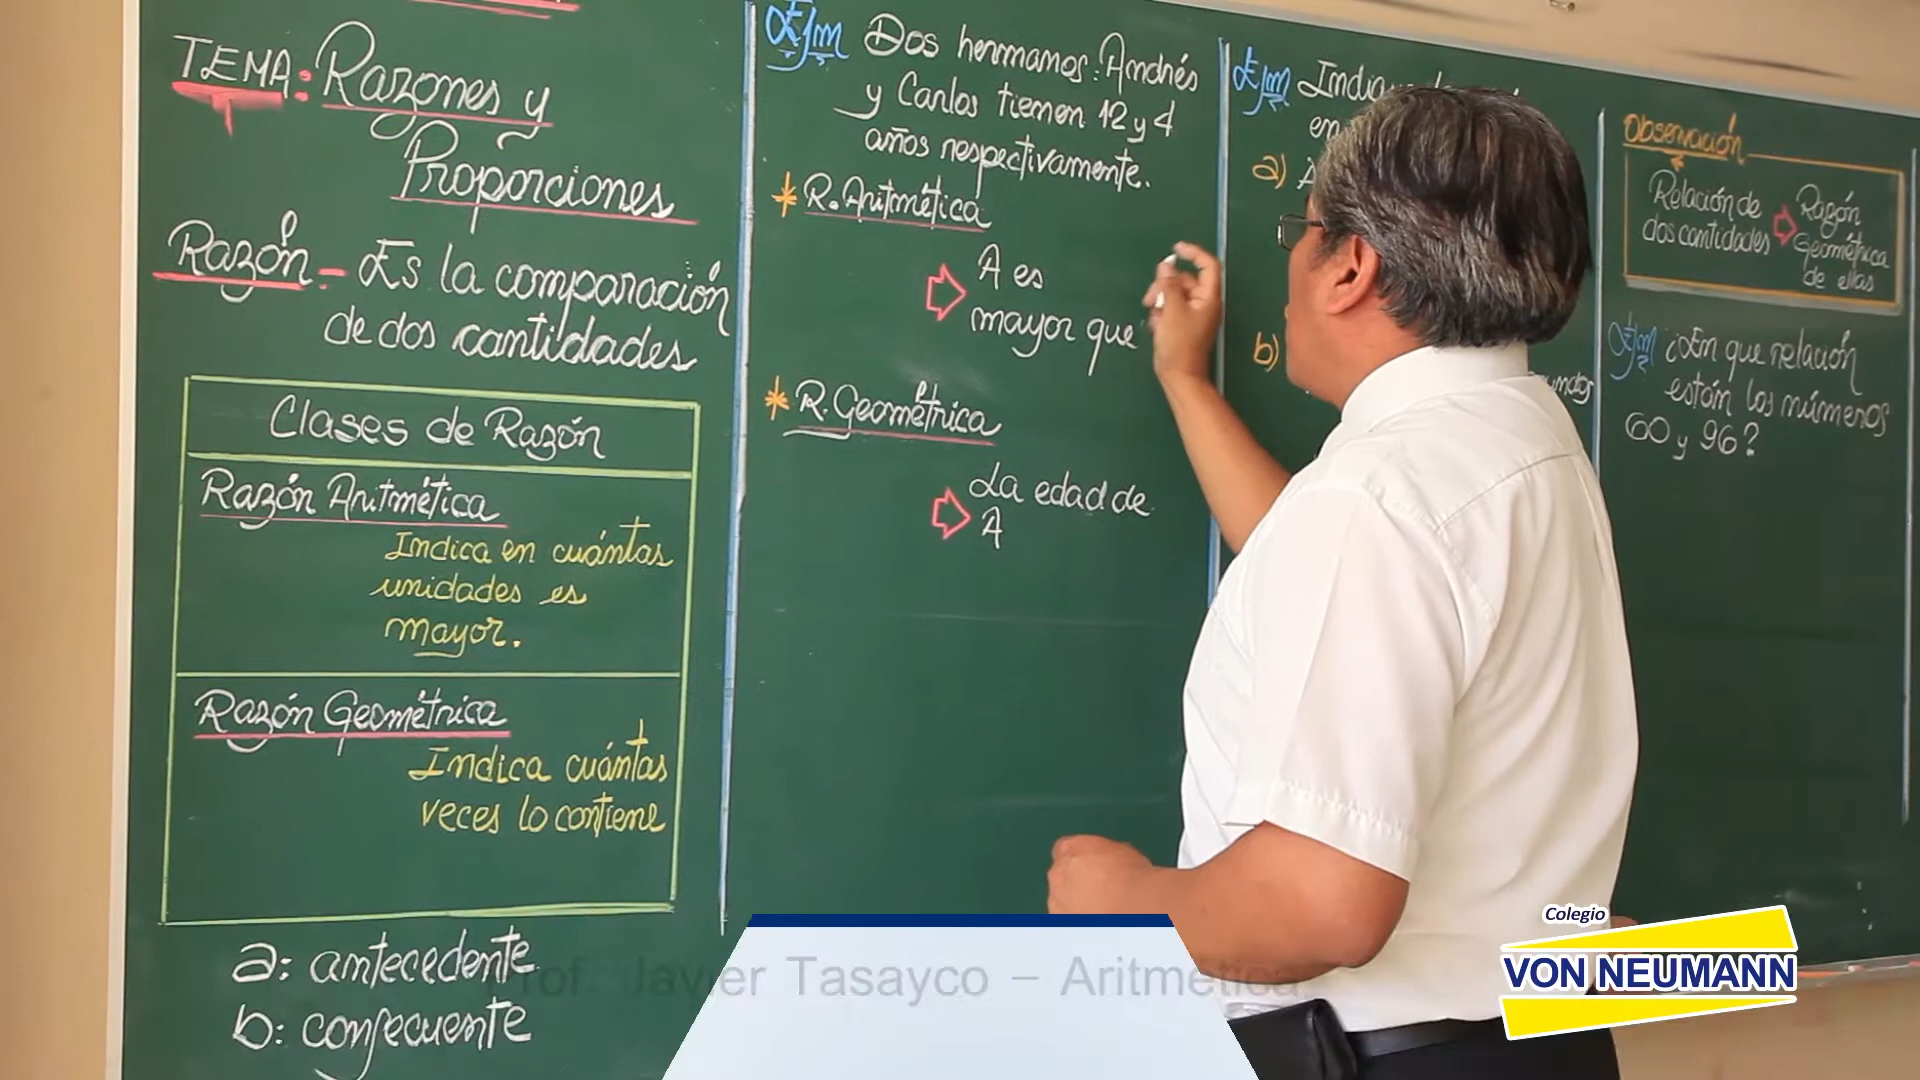 TEMA: Razones y
Proporciones
Razón.- Es la comparación
de dos cantidades
Clases de Razón
Razón Aritmética
Indica en cuántas
unidades es
mayor.
Razón Geométrica
Indica cuántas
veces lo contiene
a: antecedente
b: consecuente
Ejm Dos hermanos: Andrés
y Carlos tienen 12 y 4
años respectivamente.
* R. Aritmética
A es
mayor que
* R. Geométrica
La edad de
A
Ejm
en
a) A
b)
Observación
Relación de
dos cantidades
Razón
Geométrica
de ellas
Ejm ¿En que relación
están los números
60 y 96?
Prof. Javier Tasayco – Aritmética
Colegio
VON NEUMANN